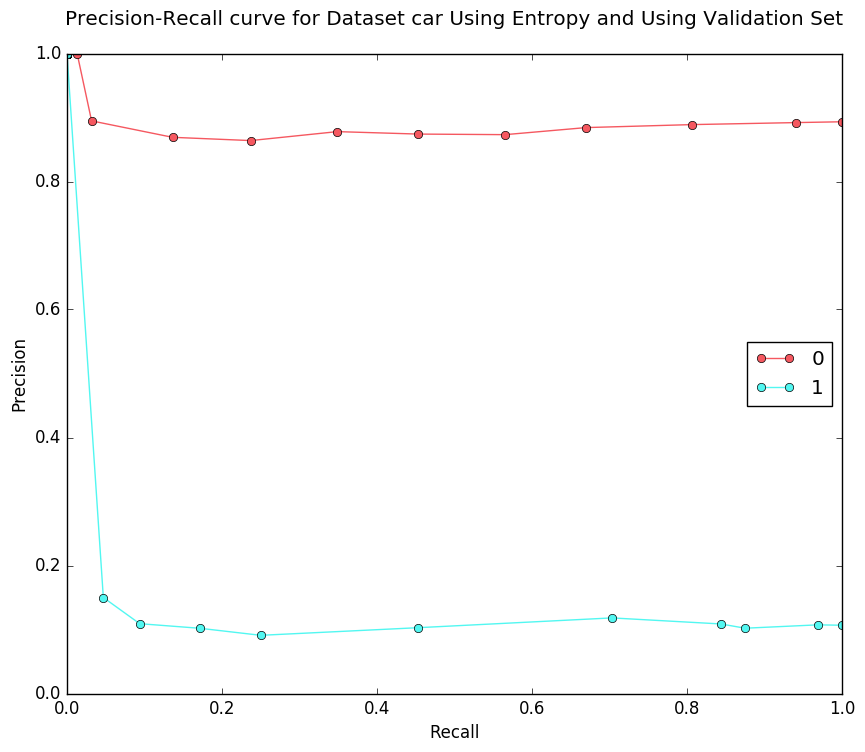 Precision-Recall curve for Dataset car Using Entropy and Using Validation Set
1.0
0.8
0.6
0.4
0.2
0.0
Precision
0
1
0.0 0.2 0.4 0.6 0.8 1.0
Recall